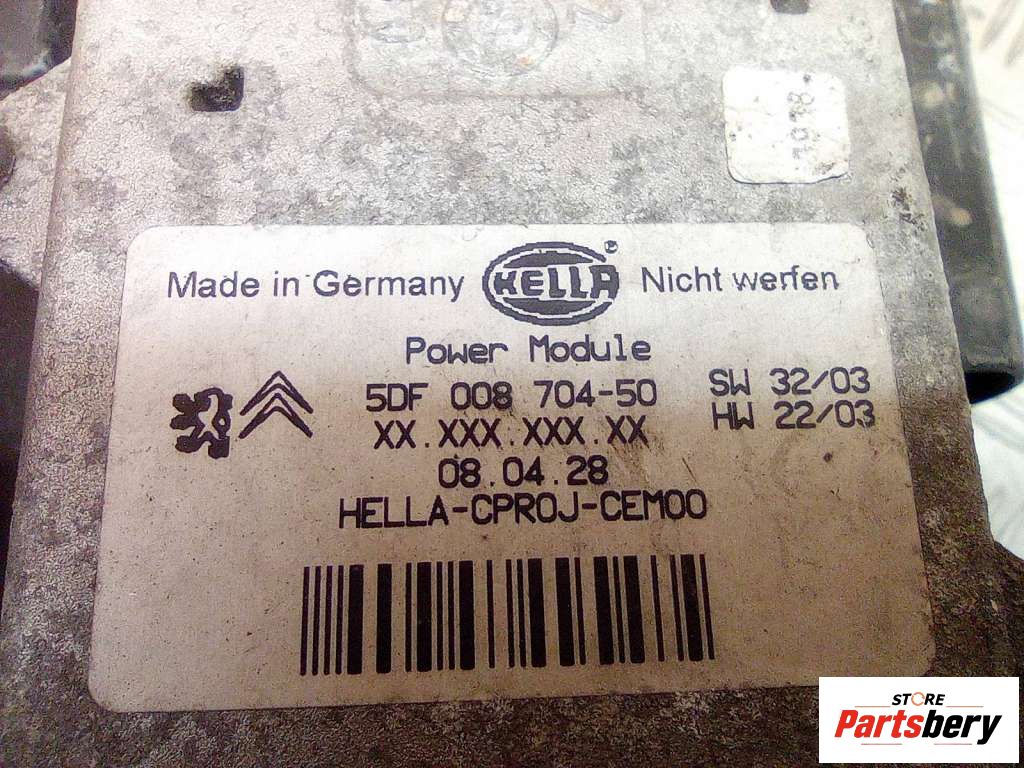 Made in Germany HELLA ® Nicht werfen
Power Module
5DF 008 704-50 SW 32/03
XX.XXX.XXX.XX HW 22/03
08.04.28
HELLA-CPROJ-CEM00
STORE
Partsbery